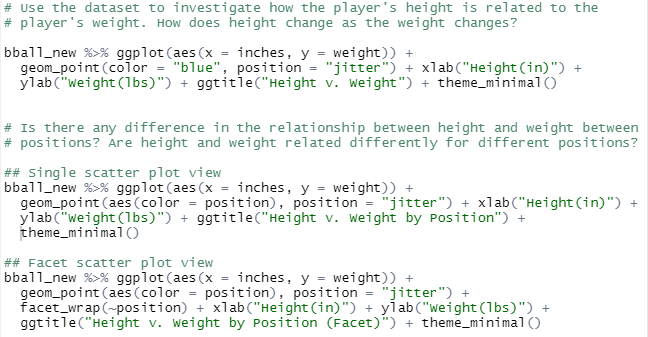 # Use the dataset to investigate how the player's height is related to the
# player's weight. How does height change as the weight changes?
bball_new %>% ggplot(aes(x = inches, y = weight)) +
geom_point(color = "blue", position = "jitter") + xlab("Height(in)") +
ylab("Weight(lbs)") + ggtitle("Height v. Weight") + theme_minimal()
# Is there any difference in the relationship between height and weight between
# positions? Are height and weight related differently for different positions?
## Single scatter plot view
bball_new %>% ggplot(aes(x = inches, y = weight)) +
geom_point(aes(color = position), position = "jitter") + xlab("Height(in)") +
ylab("Weight(lbs)") + ggtitle("Height v. Weight by Position") +
theme_minimal()
## Facet scatter plot view
bball_new %>% ggplot(aes(x = inches, y = weight)) +
geom_point(aes(color = position), position = "jitter") +
facet_wrap(~position) + xlab("Height(in)") + ylab("Weight(lbs)") +
ggtitle("Height v. Weight by Position (Facet)") + theme_minimal()